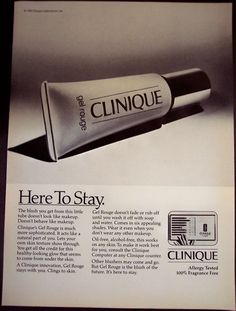 gel rouge
CLINIQUE
Here To Stay.
The blush you get from this little
tube doesn't look like makeup.
Doesn't behave like makeup.
Clinique's Gel Rouge is much
more sophisticated. It acts like a
natural part of you. Lets your
own skin texture show through.
You get all the credit for this
healthy-looking glow that seems
to come from under the skin.
A Clinique innovation, Gel Rouge
stays with you. Clings to skin.
Gel Rouge doesn't fade or rub off
until you wash it off with soap
and water. Comes in six appealing
shades. Wear it even when you
don't wear any other makeup.
Oil-free, alcohol-free, this works
on any skin. To make it work best
for you, consult the Clinique
Computer at any Clinique counter.
Other blushes may come and go.
But Gel Rouge is the blush of the
future. It's here to stay.
CLINIQUE
Allergy Tested
100% Fragrance Free